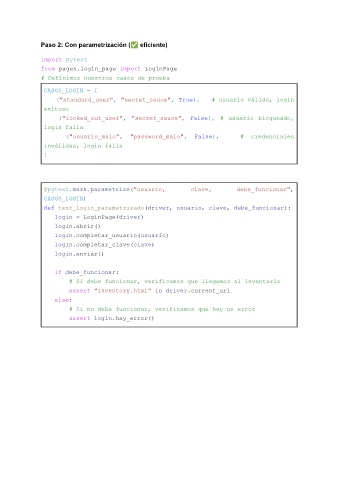 Paso 2: Con parametrización (✅ eficiente)
import pytest
from pages.login_page import LoginPage
# Definimos nuestros casos de prueba
CASOS_LOGIN = [
("standard_user", "secret_sauce", True), # usuario válido, login
exitoso
("locked_out_user", "secret_sauce", False), # usuario bloqueado,
login falla
("usuario_malo", "password_malo", False), # credenciales
inválidas, login falla
]
@pytest.mark.parametrize("usuario, clave, debe_funcionar",
CASOS_LOGIN)
def test_login_parametrizado(driver, usuario, clave, debe_funcionar):
login = LoginPage(driver)
login.abrir()
login.completar_usuario(usuario)
login.completar_clave(clave)
login.enviar()
if debe_funcionar:
# Si debe funcionar, verificamos que llegamos al inventario
assert "inventory.html" in driver.current_url
else:
# Si no debe funcionar, verificamos que hay un error
assert login.hay_error()